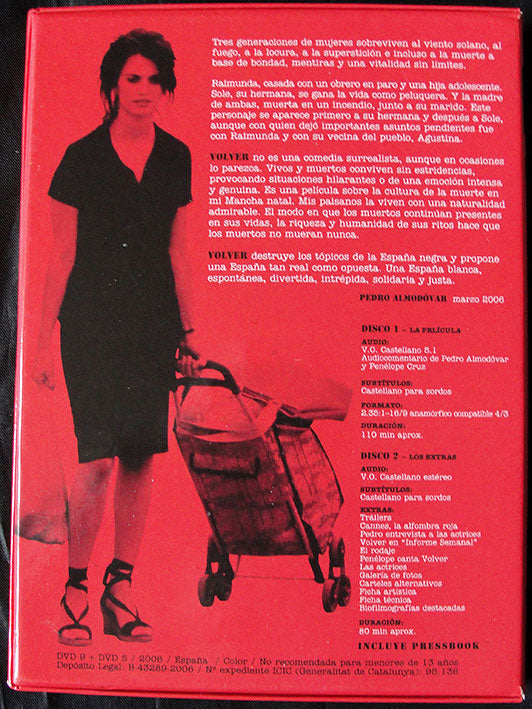 Tres generaciones de mujeres sobreviven al viento solano, al
fuego, a la locura, a la superstición e incluso a la muerte a
base de bondad, mentiras y una vitalidad sin límites.
Raimunda, casada con un obrero en paro y una hija adolescente.
Sole, su hermana, se gana la vida como peluquera. Y la madre
de ambas, muerta en un incendio, junto a su marido. Este
personaje se aparece primero a su hermana y después a Sole,
aunque con quien dejó importantes asuntos pendientes fue
con Raimunda y con su vecina del pueblo, Agustina.
VOLVER no es una comedia surrealista, aunque en ocasiones
lo parezca. Vivos y muertos conviven sin estridencias,
provocando situaciones hilarantes o de una emoción intensa
y genuina. Es una película sobre la cultura de la muerte en
mi Mancha natal. Mis paisanos la viven con una naturalidad
admirable. El modo en que los muertos continúan presentes
en sus vidas, la riqueza y humanidad de sus ritos hace que
los muertos no mueran nunca.
VOLVER destruye los tópicos de la España negra y propone
una España tan real como opuesta. Una España blanca,
espontánea, divertida, intrépida, solidaria y justa.
PEDRO ALMODÓVAR marzo 2006
DISCO 1 - LA PELÍCULA
AUDIO:
V.O. Castellano 5.1
Audiocomentario de Pedro Almodóvar
y Penélope Cruz
SUBTÍTULOS:
Castellano para sordos
FORMATO:
2.35:1-16/9 anamórfico compatible 4/3
DURACIÓN:
110 min aprox.
DISCO 2 - LOS EXTRAS
AUDIO:
V.O. Castellano estéreo
SUBTÍTULOS:
Castellano para sordos
EXTRAS:
Tráilers
Cannes, la alfombra roja
Pedro entrevista a las actrices
Volver en "Informe Semanal"
El rodaje
Penélope canta Volver
Las actrices
Galería de fotos
Carteles alternativos
Ficha artística
Ficha técnica
Biofilmografías destacadas
DURACIÓN:
80 min aprox.
INCLUYE PRESSBOOK
DVD 9 + DVD 5 / 2006 / España / Color / No recomendada para menores de 13 años
Depósito Legal: B 43289-2006 / Nº expediente ICIC (Generalitat de Catalunya): 95.136